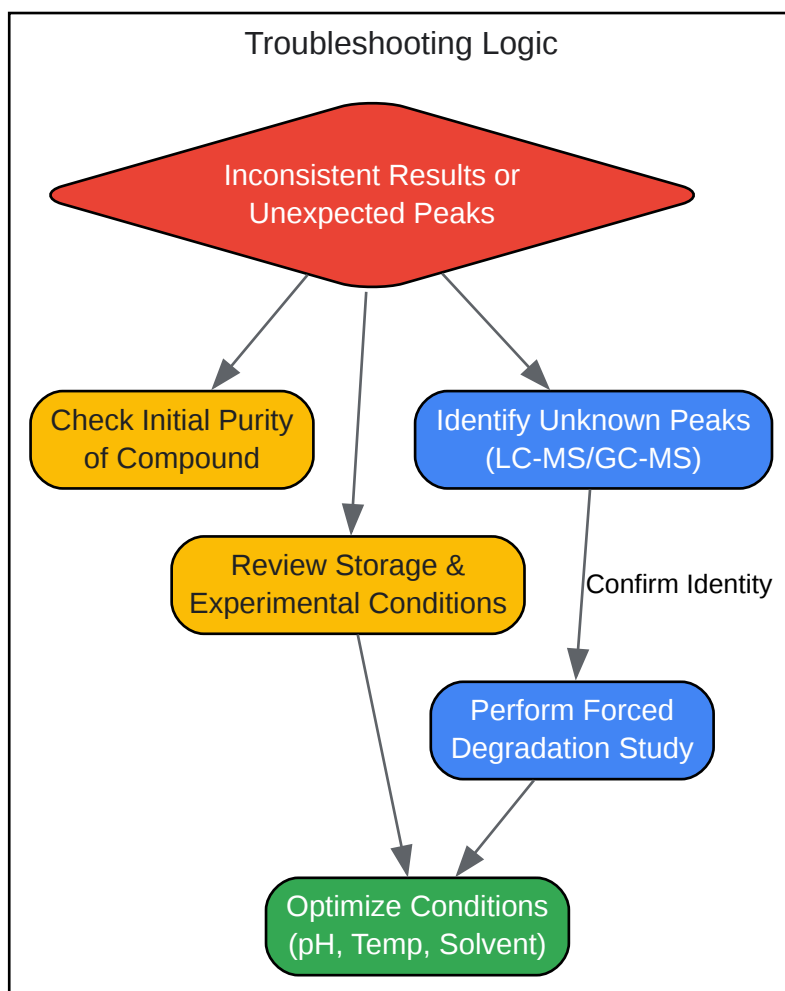 Troubleshooting Logic
Inconsistent Results or
Unexpected Peaks
Check Initial Purity
of Compound
Identify Unknown Peaks
(LC-MS/GC-MS)
Review Storage &
Experimental Conditions
Confirm Identity
Perform Forced
Degradation Study
Optimize Conditions
(pH, Temp, Solvent)